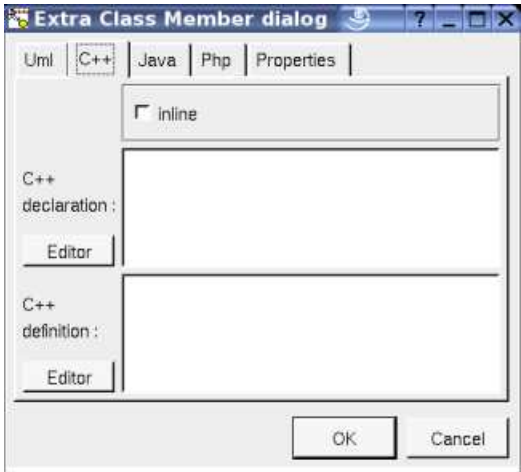 Extra Class Member dialog
Uml C++ Java Php Properties
inline
C++
declaration :
Editor
C++
definition :
Editor
OK Cancel